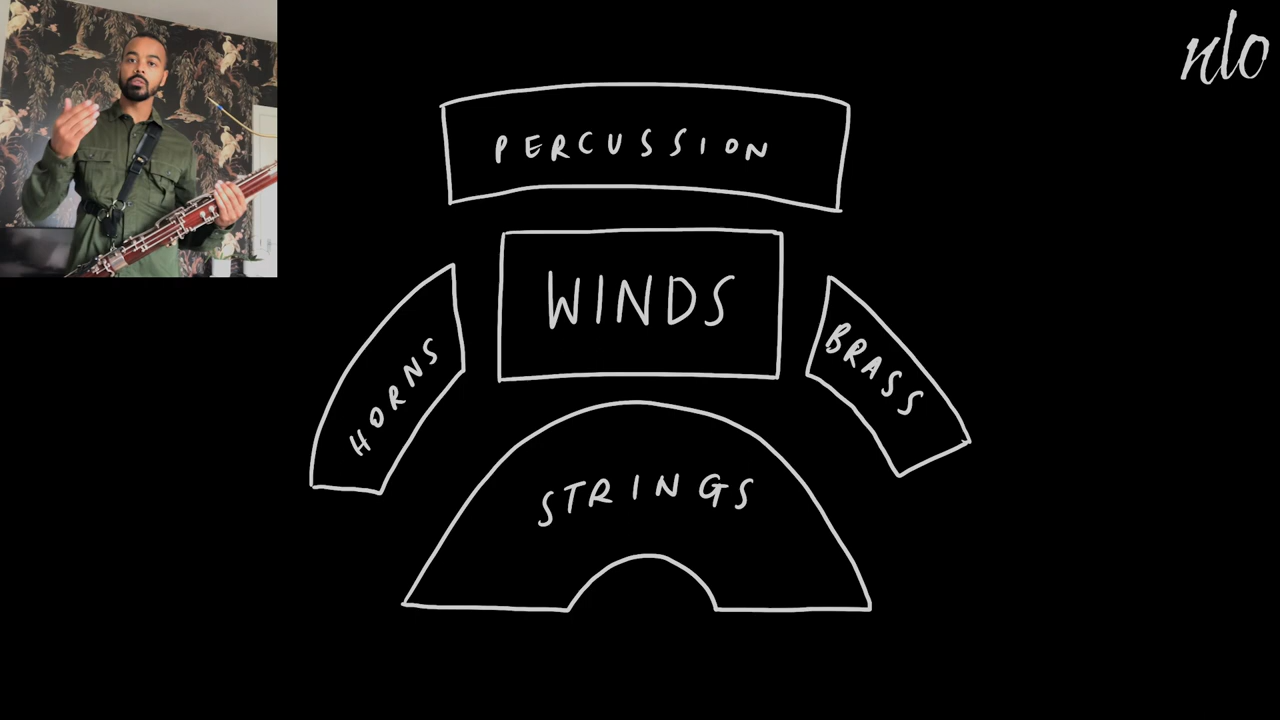 nlo
PERCUSSION
WINDS
HORNS
BRASS
STRINGS